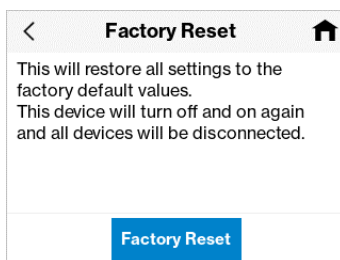 Factory Reset
This will restore all settings to the
factory default values.
This device will turn off and on again
and all devices will be disconnected.
Factory Reset